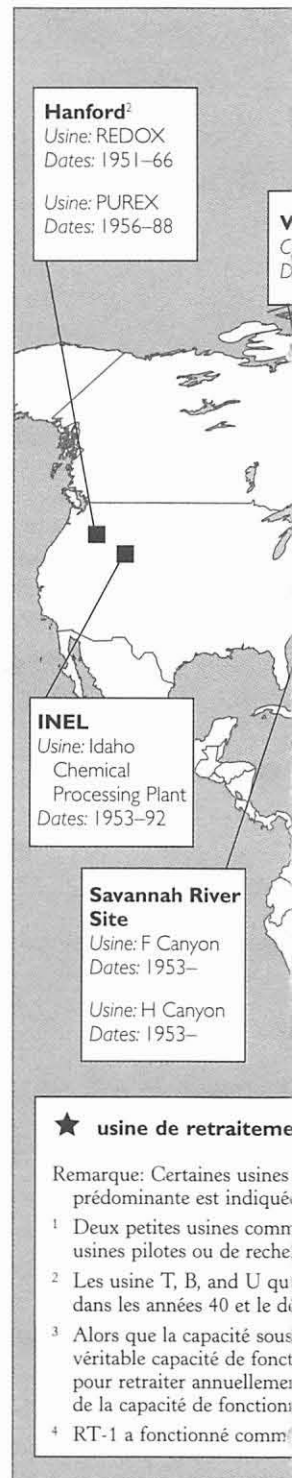 Hanford²
Usine: REDOX
Dates: 1951–66
Usine: PUREX
Dates: 1956–88
INEL
Usine: Idaho
Chemical
Processing Plant
Dates: 1953–92
Savannah River
Site
Usine: F Canyon
Dates: 1953–
Usine: H Canyon
Dates: 1953–
★ usine de retraiteme
Remarque: Certaines usines
prédominante est indiquée
¹ Deux petites usines comm
usines pilotes ou de reche
² Les usine T, B, and U qu
dans les années 40 et le d
³ Alors que la capacité sous
véritable capacité de fonct
pour retraiter annuelleme
de la capacité de fonction
⁴ RT-1 a fonctionné comm